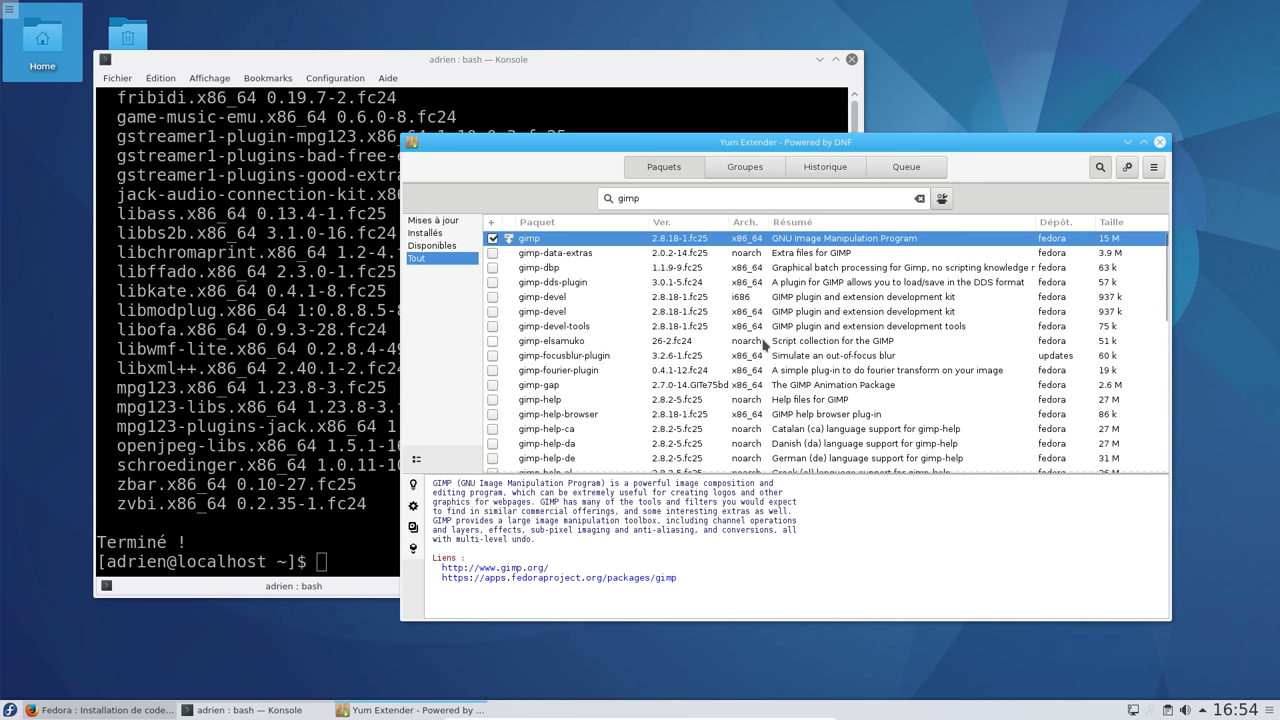 Home
adrien : bash — Konsole
Fichier Édition Affichage Bookmarks Configuration Aide
fribidi.x86_64 0.19.7-2.fc24
game-music-emu.x86_64 0.6.0-8.fc24
gstreamer1-plugin-mpg123.x86_64
gstreamer1-plugins-bad-free-e
gstreamer1-plugins-good-extra
jack-audio-connection-kit.x8
libass.x86_64 0.13.4-1.fc25
libbs2b.x86_64 3.1.0-16.fc24
libchromaprint.x86_64 1.2-4.
libffado.x86_64 2.3.0-1.fc25
libkate.x86_64 0.4.1-8.fc25
libmodplug.x86_64 1:0.8.8.5-
libofa.x86_64 0.9.3-28.fc24
libwmf-lite.x86_64 0.2.8.4-49
libxml++.x86_64 2.40.1-2.fc24
mpg123.x86_64 1.23.8-3.fc25
mpg123-libs.x86_64 1.23.8-3.f
mpg123-plugins-jack.x86_64 1.
openjpeg-libs.x86_64 1.5.1-16
schroedinger.x86_64 1.0.11-10
zbar.x86_64 0.10-27.fc25
zvbi.x86_64 0.2.35-1.fc24
Terminé !
[adrien@localhost ~]$
adrien : bash
Yum Extender - Powered by DNF
Paquets Groupes Historique Queue
gimp
Mises à jour
Installés
Disponibles
Tout
+ Paquet Ver. Arch. Résumé Dépôt. Taille
gimp 2.8.18-1.fc25 x86_64 GNU Image Manipulation Program fedora 15 M
gimp-data-extras 2.0.2-14.fc25 noarch Extra files for GIMP fedora 3.9 M
gimp-dbp 1.1.9-9.fc25 x86_64 Graphical batch processing for Gimp, no scripting knowledge r fedora 63 k
gimp-dds-plugin 3.0.1-5.fc24 x86_64 A plugin for GIMP allows you to load/save in the DDS format fedora 57 k
gimp-devel 2.8.18-1.fc25 i686 GIMP plugin and extension development kit fedora 937 k
gimp-devel 2.8.18-1.fc25 x86_64 GIMP plugin and extension development kit fedora 937 k
gimp-devel-tools 2.8.18-1.fc25 x86_64 GIMP plugin and extension development tools fedora 75 k
gimp-elsamuko 26-2.fc24 noarch Script collection for the GIMP fedora 51 k
gimp-focusblur-plugin 3.2.6-1.fc25 x86_64 Simulate an out-of-focus blur updates 60 k
gimp-fourier-plugin 0.4.1-12.fc24 x86_64 A simple plug-in to do fourier transform on your image fedora 19 k
gimp-gap 2.7.0-14.GITe75bd x86_64 The GIMP Animation Package fedora 2.6 M
gimp-help 2.8.2-5.fc25 noarch Help files for GIMP fedora 27 M
gimp-help-browser 2.8.18-1.fc25 x86_64 GIMP help browser plug-in fedora 86 k
gimp-help-ca 2.8.2-5.fc25 noarch Catalan (ca) language support for gimp-help fedora 27 M
gimp-help-da 2.8.2-5.fc25 noarch Danish (da) language support for gimp-help fedora 27 M
gimp-help-de 2.8.2-5.fc25 noarch German (de) language support for gimp-help fedora 31 M
GIMP (GNU Image Manipulation Program) is a powerful image composition and
editing program, which can be extremely useful for creating logos and other
graphics for webpages. GIMP has many of the tools and filters you would expect
to find in similar commercial offerings, and some interesting extras as well.
GIMP provides a large image manipulation toolbox, including channel operations
and layers, effects, sub-pixel imaging and anti-aliasing, and conversions, all
with multi-level undo.
Liens :
http://www.gimp.org/
https://apps.fedoraproject.org/packages/gimp
Fedora : Installation de code... adrien : bash — Konsole Yum Extender - Powered by ... 16:54